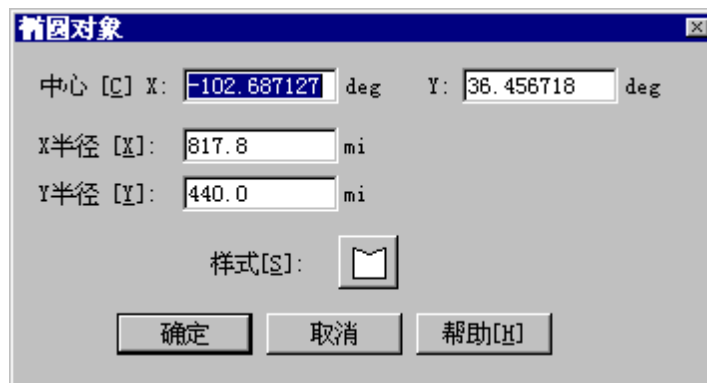 椭圆对象
中心 [C] X: -102.687127 deg Y: 36.456718 deg
X半径 [X]: 817.8 mi
Y半径 [Y]: 440.0 mi
样式[S]:
确定 取消 帮助[H]